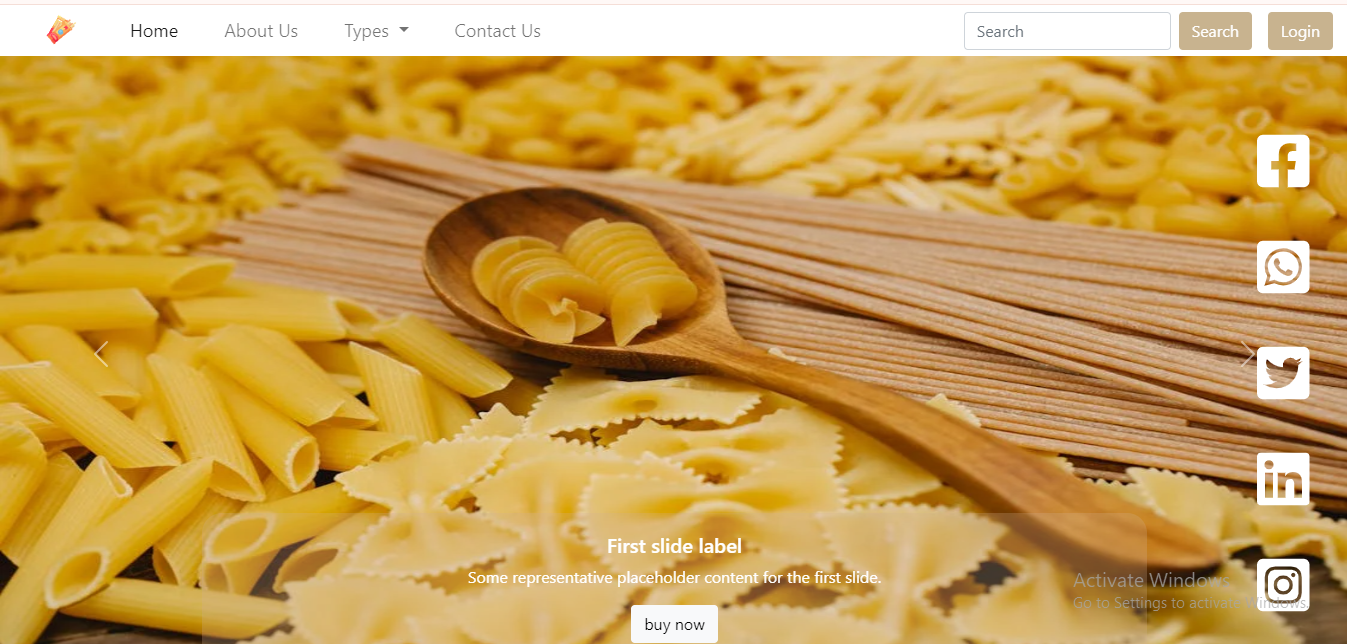 Home
About Us
Types
Contact Us
Search
Search
Login
First slide label
Some representative placeholder content for the first slide.
buy now
Activate Windows
Go to Settings to activate Windows.